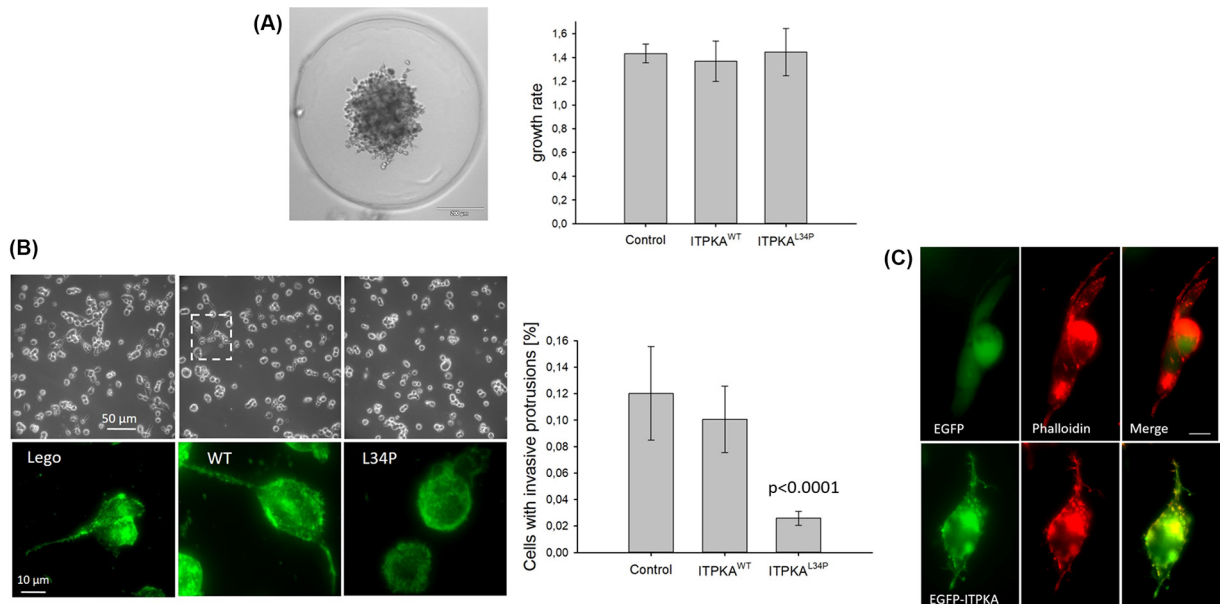 (A)
200 µm
growth rate
1,6
1,4
1,2
1,0
0,8
0,6
0,4
0,2
0,0
Control
ITPKA^WT
ITPKA^L34P
(B)
50 µm
Lego
WT
L34P
10 µm
Cells with invasive protrusions [%]
0,16
0,14
0,12
0,10
0,08
0,06
0,04
0,02
0,00
p<0.0001
Control
ITPKA^WT
ITPKA^L34P
(C)
EGFP
Phalloidin
Merge
EGFP-ITPKA